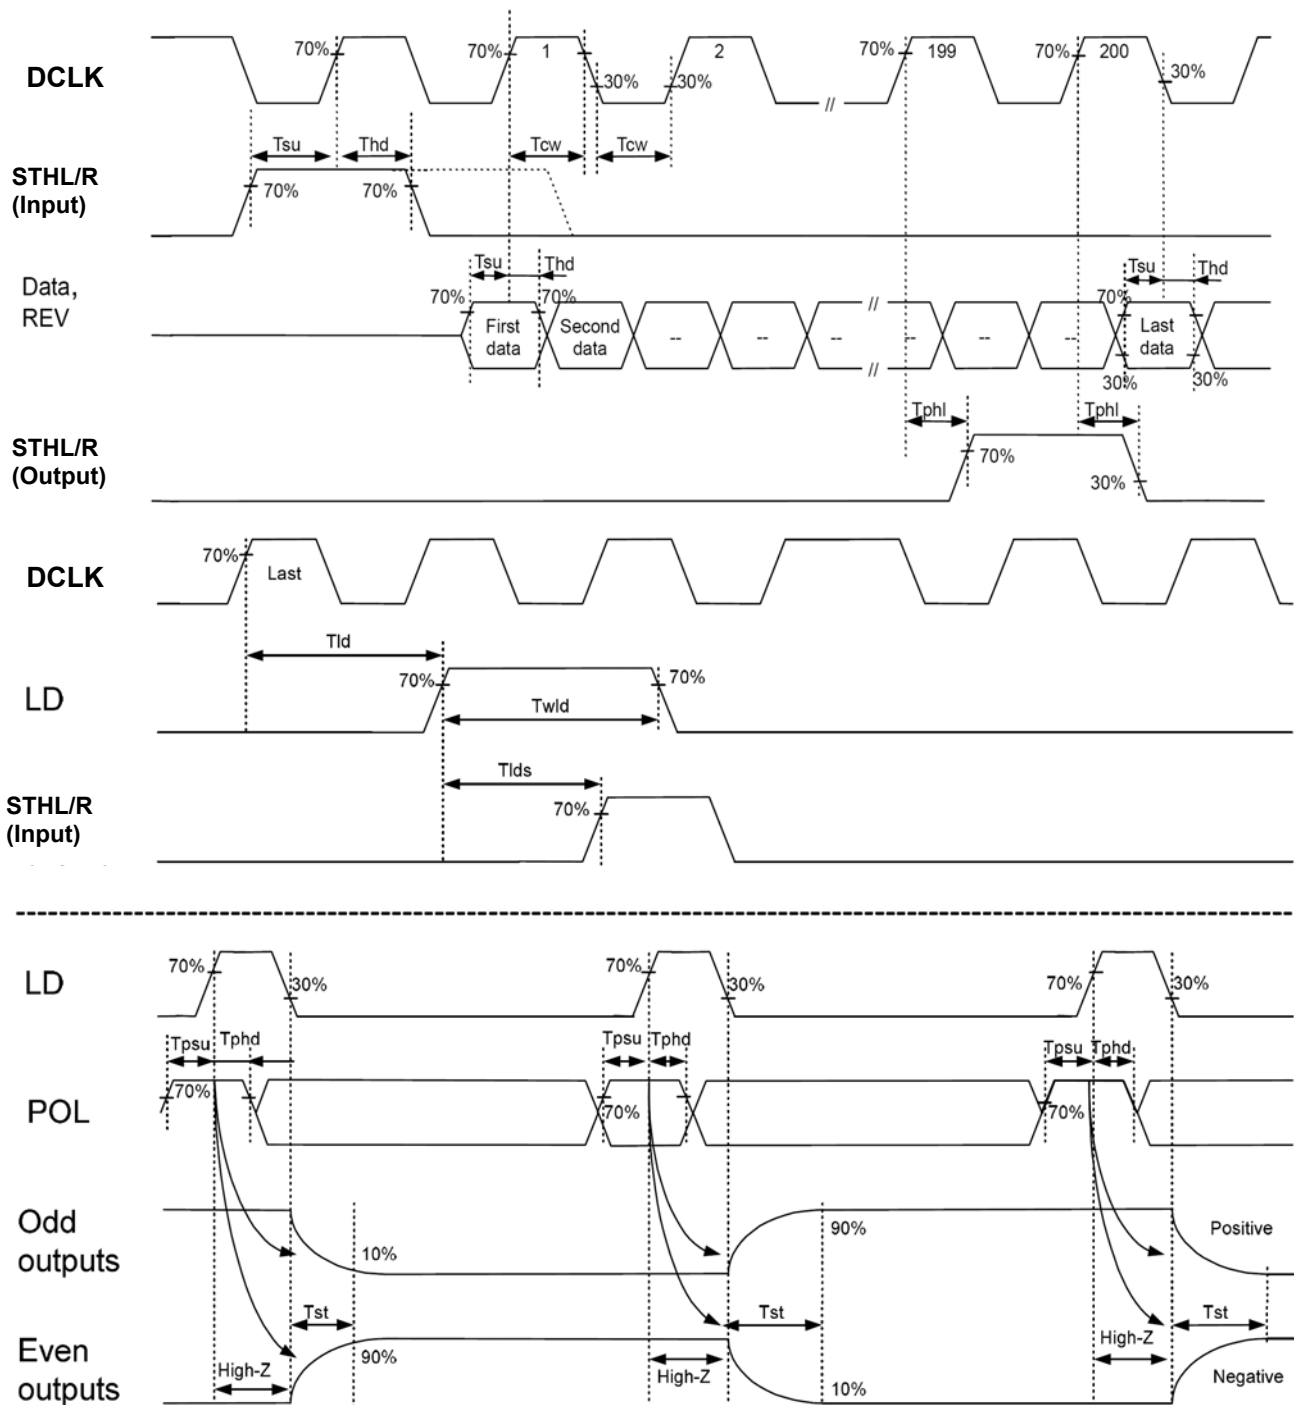 DCLK
70%
70%
1
30%
30%
2
//
70%
199
70%
200
30%
Tsu
Thd
Tcw
Tcw
STHL/R
(Input)
70%
70%
Data,
REV
Tsu
Thd
70%
70%
First
data
Second
data
--
--
--
//
//
--
--
--
Tsu
Thd
70%
Last
data
30%
30%
STHL/R
(Output)
Tphl
Tphl
70%
30%
DCLK
70%
Last
Tld
LD
70%
70%
Twld
Tlds
STHL/R
(Input)
70%
LD
70%
30%
70%
30%
70%
30%
Tpsu
Tphd
Tpsu
Tphd
Tpsu
Tphd
POL
70%
70%
70%
Odd
outputs
10%
90%
Positive
Tst
Tst
Tst
Even
outputs
High-Z
90%
High-Z
10%
High-Z
Negative